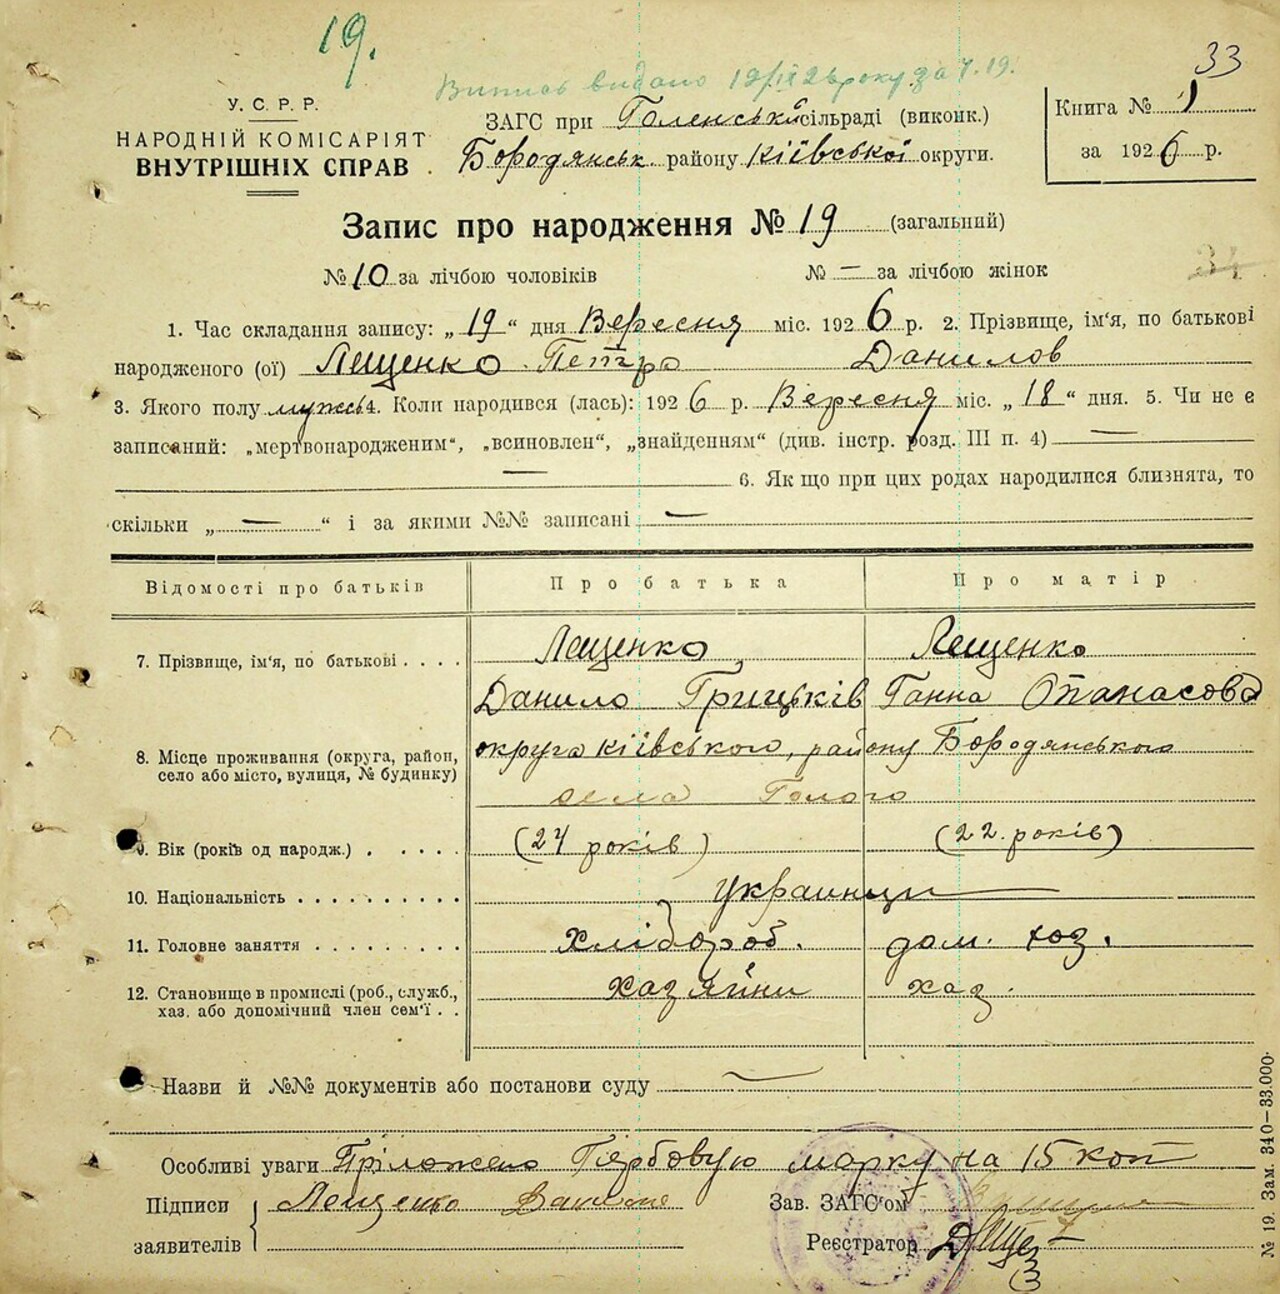 19.
33
Випис видано 19/IX 26 року за № 19.
У. С. Р. Р.
НАРОДНІЙ КОМІСАРІЯТ
ВНУТРІШНІХ СПРАВ
ЗАГС при Голенській сільраді (виконк.)
Бородянськ. району Київської округи.
Книга № 1
за 1926 р.
Запис про народження № 19 (загальний)
№ 10 за лічбою чоловіків № — за лічбою жінок
34
1. Час складання запису: „19“ дня Вересня міс. 1926 р. 2. Прізвище, ім'я, по батькові
народженого (ої) Лещенко Петро Данилов
3. Якого полу мужсь 4. Коли народився (лась): 1926 р. Вересня міс. „18“ дня. 5. Чи не є
записаний: „мертвонародженим“, „всиновлен“, „знайденням“ (див. інстр. розд. III п. 4) —
— 6. Як що при цих родах народилися близнята, то
скільки „—“ і за якими №№ записані —
Відомості про батьків Про батька Про матір
7. Прізвище, ім'я, по батькові . . . . Лещенко Лещенко
Данило Грицьків Ганна Опанасова
8. Місце проживання (округа, район, село або місто, вулиця, № будинку) округа київського, району Бородянського
села Голого
9. Вік (років од народж.) . . . . . (24 років) (22. років)
10. Національність . . . . . . . . . . украинци
11. Головне заняття . . . . . . . . . хлібороб. дом. хоз.
12. Становище в промислі (роб., служб., хазяйни хаз.
хаз. або допомічний член сем'ї . .
Назви й №№ документів або постанови суду —
Особливі уваги Пріложено Гербовую марку на 15 коп
Підписи Лещенко Данило Зав. ЗАГС'ом
заявителів Реєстратор
№ 19. Зам. 340—33.000.